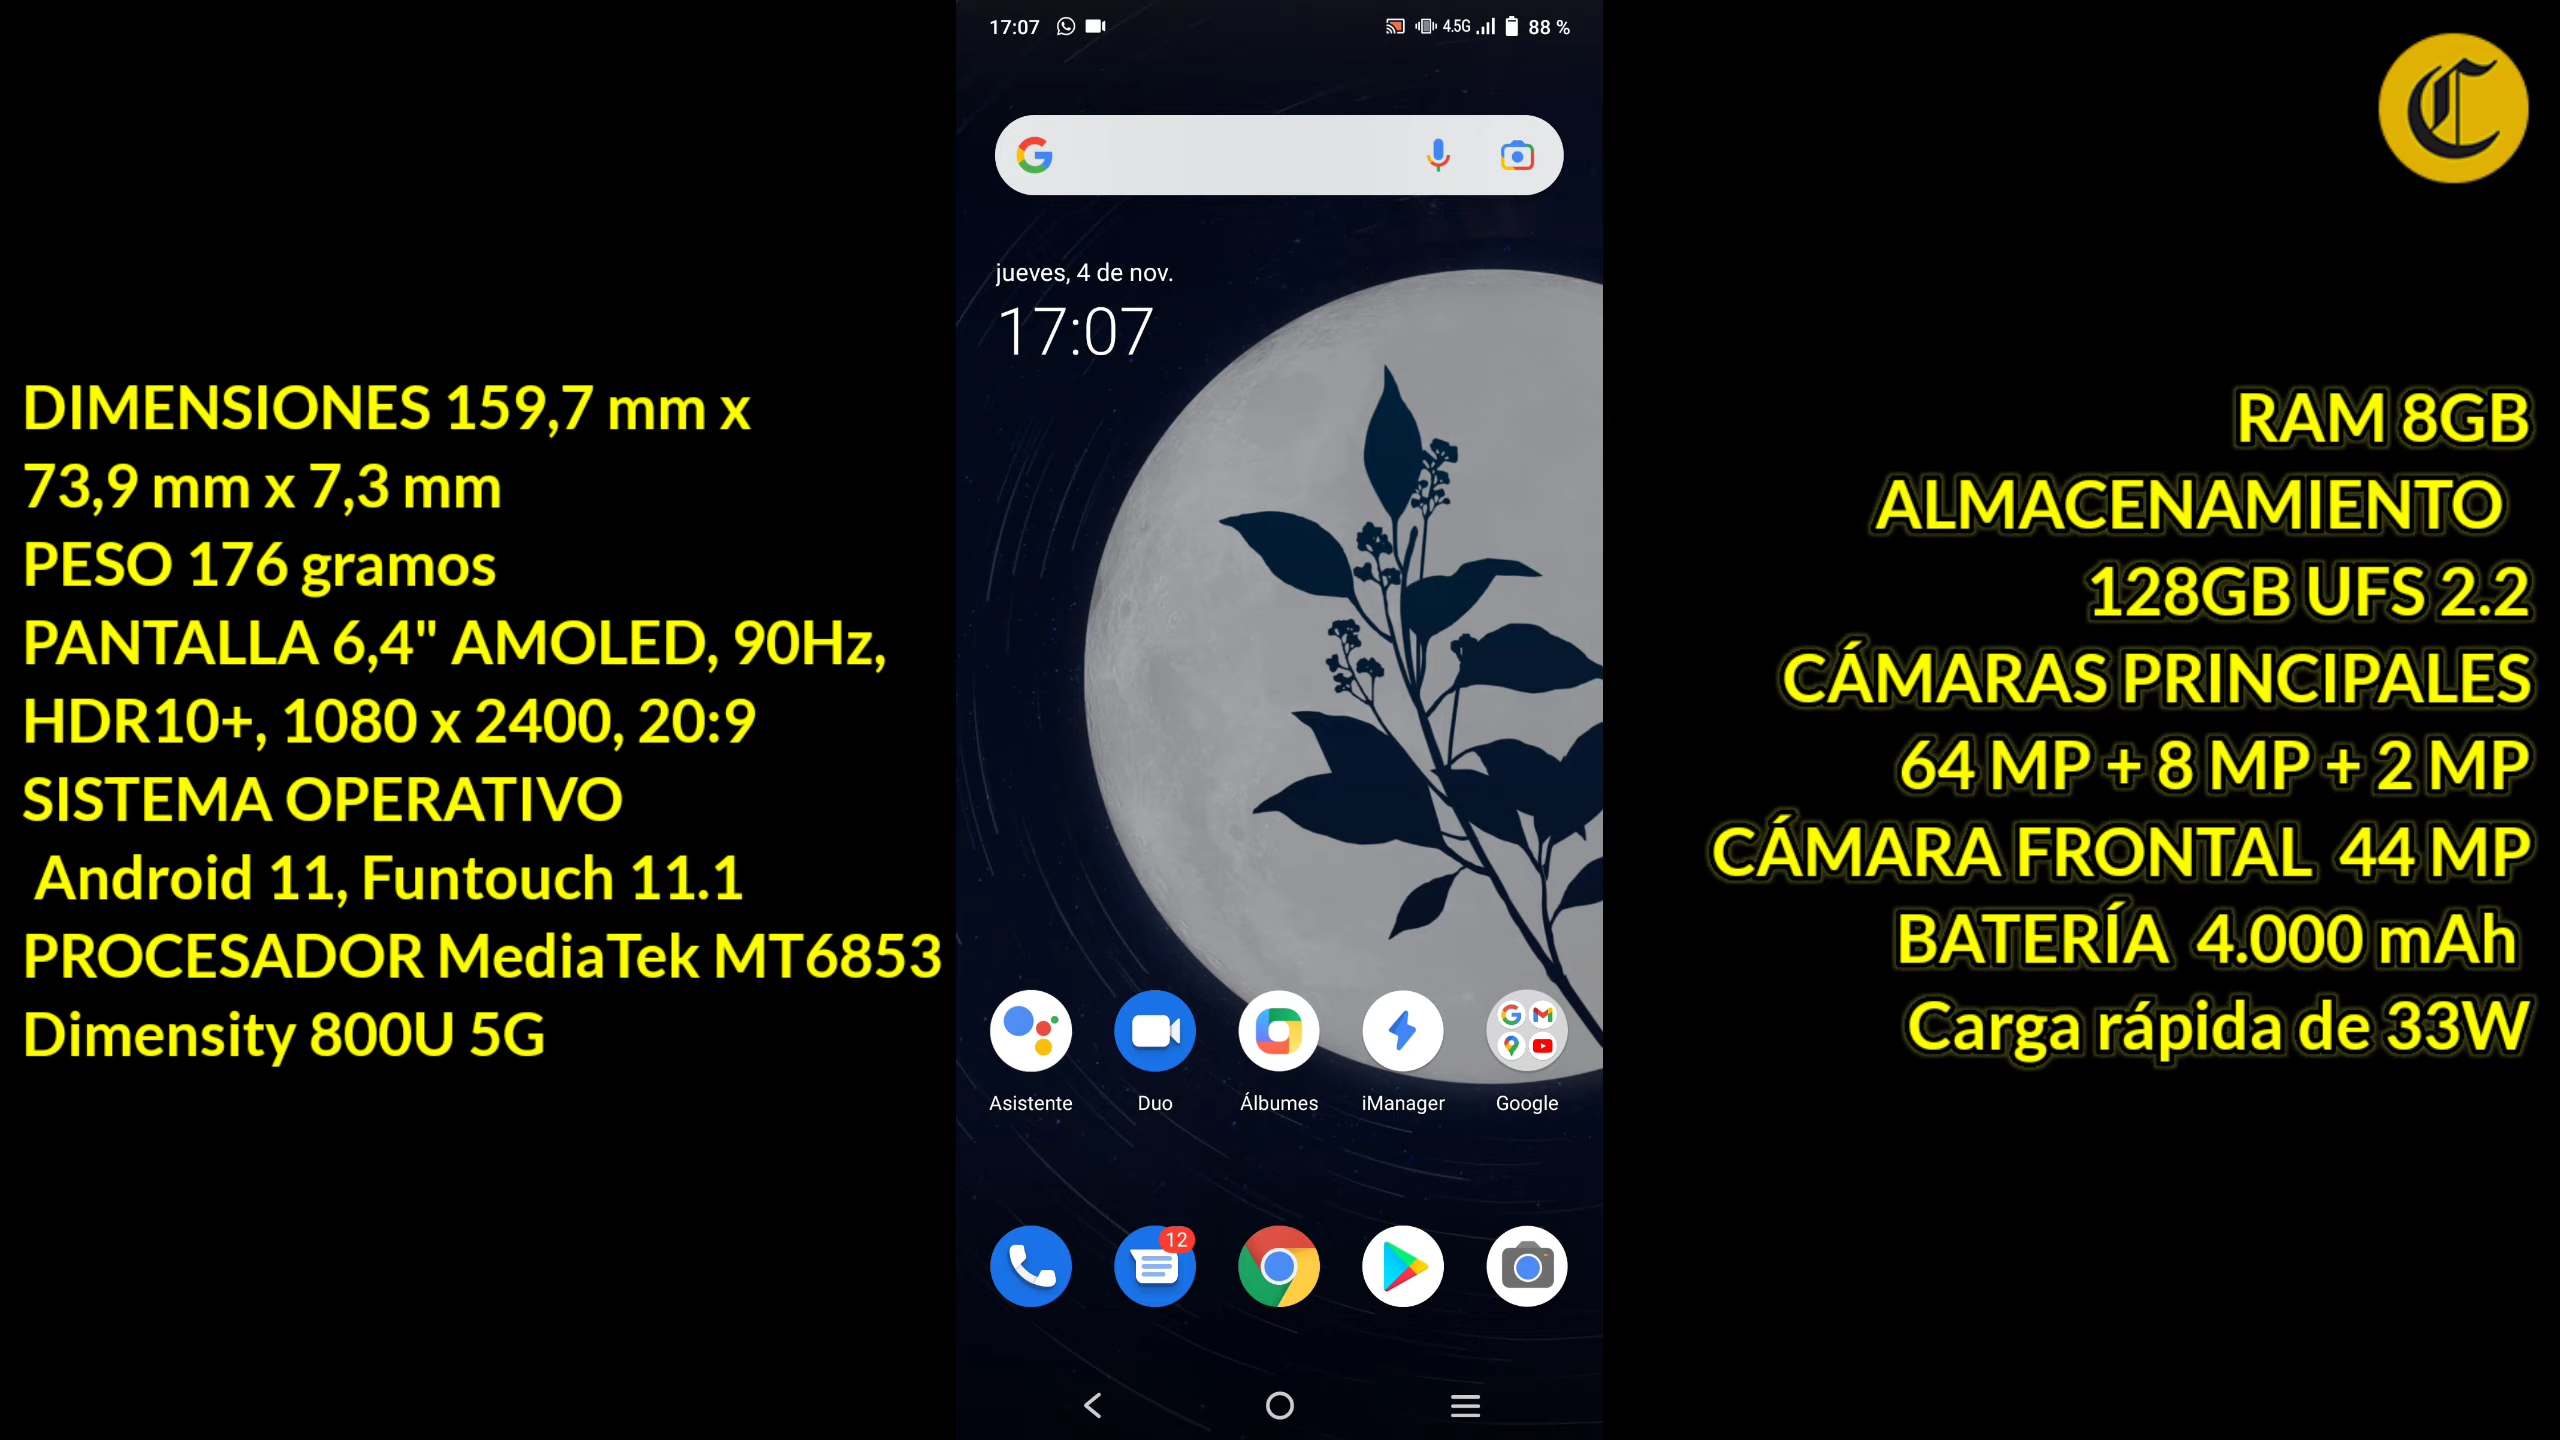 DIMENSIONES 159,7 mm x
73,9 mm x 7,3 mm
PESO 176 gramos
PANTALLA 6,4" AMOLED, 90Hz,
HDR10+, 1080 x 2400, 20:9
SISTEMA OPERATIVO
Android 11, Funtouch 11.1
PROCESADOR MediaTek MT6853
Dimensity 800U 5G
17:07
4.5G
88 %
jueves, 4 de nov.
17:07
Asistente
Duo
Álbumes
iManager
Google
12
C
RAM 8GB
ALMACENAMIENTO
128GB UFS 2.2
CÁMARAS PRINCIPALES
64 MP + 8 MP + 2 MP
CÁMARA FRONTAL 44 MP
BATERÍA 4.000 mAh
Carga rápida de 33W